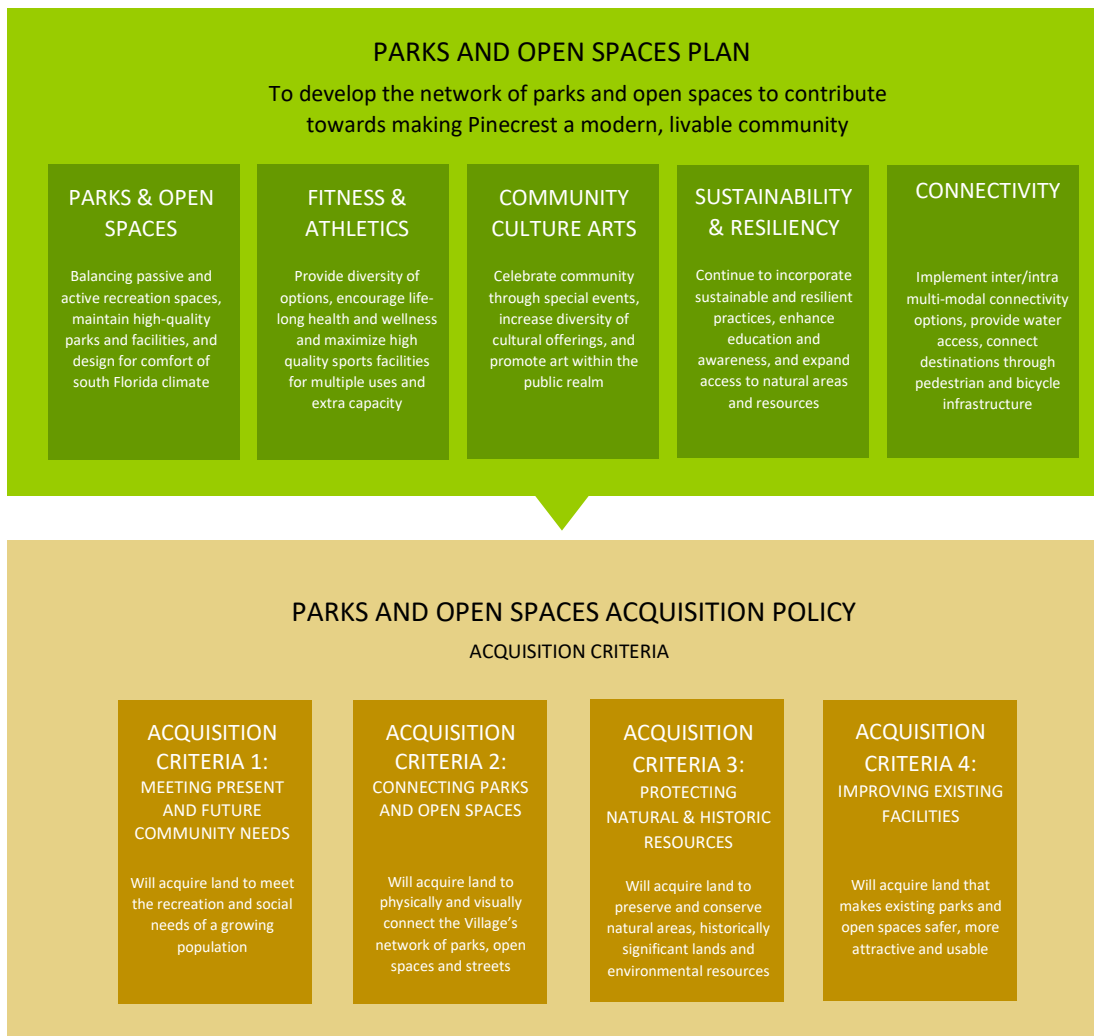 PARKS AND OPEN SPACES PLAN
To develop the network of parks and open spaces to contribute
towards making Pinecrest a modern, livable community
PARKS & OPEN
SPACES
Balancing passive and
active recreation spaces,
maintain high-quality
parks and facilities, and
design for comfort of
south Florida climate
FITNESS &
ATHLETICS
Provide diversity of
options, encourage life-
long health and wellness
and maximize high
quality sports facilities
for multiple uses and
extra capacity
COMMUNITY
CULTURE ARTS
Celebrate community
through special events,
increase diversity of
cultural offerings, and
promote art within the
public realm
SUSTAINABILITY
& RESILIENCY
Continue to incorporate
sustainable and resilient
practices, enhance
education and
awareness, and expand
access to natural areas
and resources
CONNECTIVITY
Implement inter/intra
multi-modal connectivity
options, provide water
access, connect
destinations through
pedestrian and bicycle
infrastructure
PARKS AND OPEN SPACES ACQUISITION POLICY
ACQUISITION CRITERIA
ACQUISITION
CRITERIA 1:
MEETING PRESENT
AND FUTURE
COMMUNITY NEEDS
Will acquire land to meet
the recreation and social
needs of a growing
population
ACQUISITION
CRITERIA 2:
CONNECTING PARKS
AND OPEN SPACES
Will acquire land to
physically and visually
connect the Village's
network of parks, open
spaces and streets
ACQUISITION
CRITERIA 3:
PROTECTING
NATURAL & HISTORIC
RESOURCES
Will acquire land to
preserve and conserve
natural areas, historically
significant lands and
environmental resources
ACQUISITION
CRITERIA 4:
IMPROVING EXISTING
FACILITIES
Will acquire land that
makes existing parks and
open spaces safer, more
attractive and usable